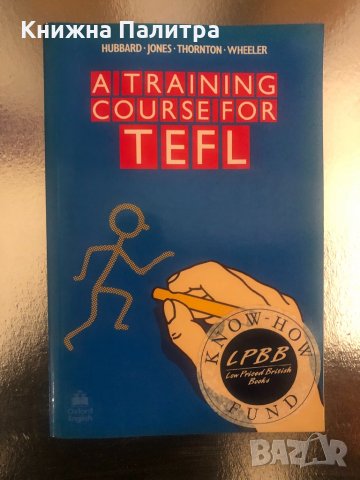 Книжна Палитра
HUBBARD · JONES · THORNTON · WHEELER
A TRAINING
COURSE FOR
TEFL
KNOW-HOW
LPBB
Low Priced British
Books
FUND
Oxford
English
BAZAR